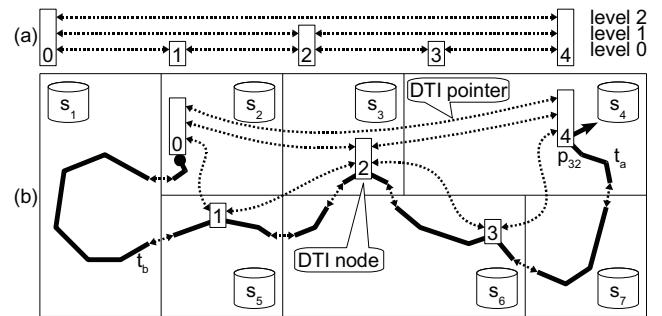 (a)
level 2
level 1
level 0
0 1 2 3 4
(b)
s1 s2 s3 s4
DTI pointer
0 2 4
p32 ta
1 3
tb
DTI node
s5 s6 s7